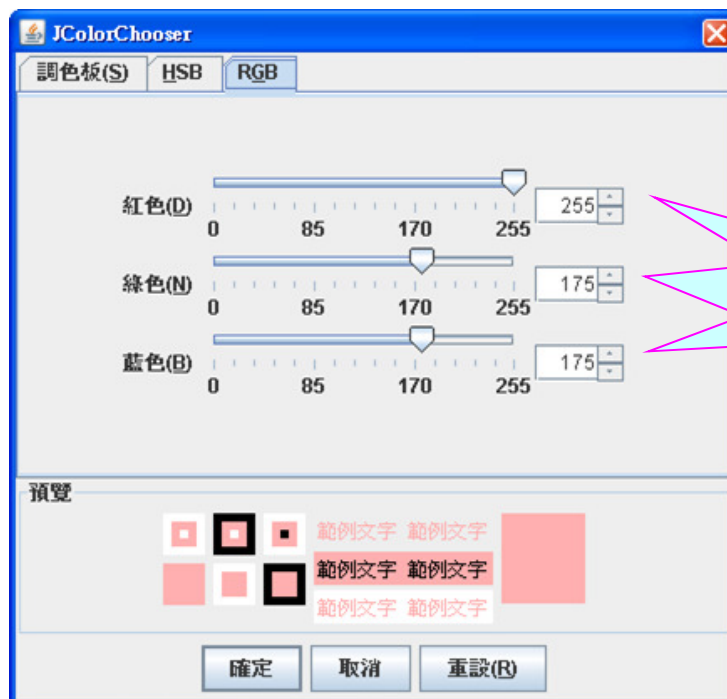 JColorChooser
調色板(S) HSB RGB
紅色(D) 255
0 85 170 255
綠色(N) 175
0 85 170 255
藍色(B) 175
0 85 170 255
預覽
範例文字 範例文字
範例文字 範例文字
範例文字 範例文字
確定 取消 重設(R)